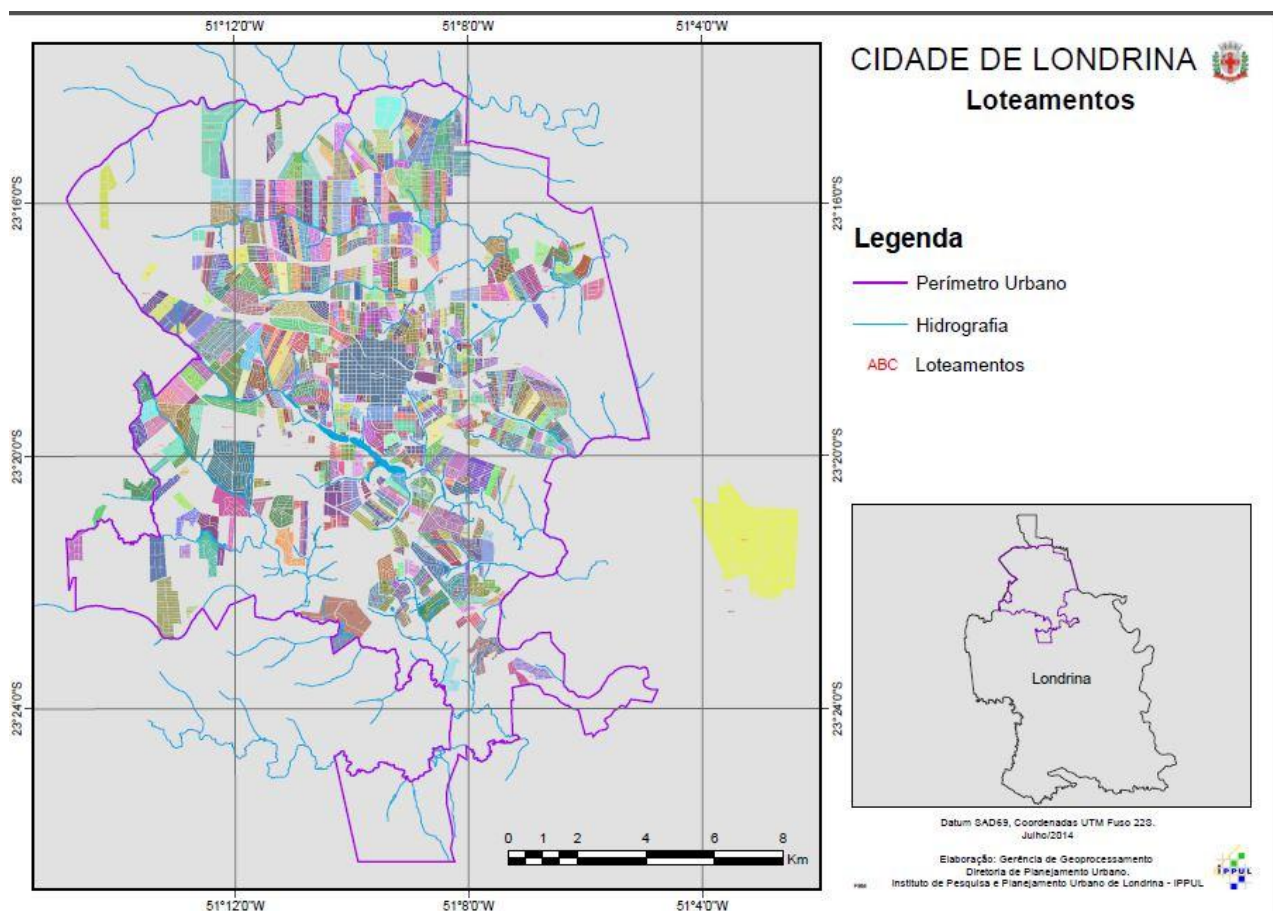 51°12'0"W 51°8'0"W 51°4'0"W
CIDADE DE LONDRINA
Loteamentos
23°16'0"S 23°16'0"S
Legenda
Perímetro Urbano
Hidrografia
ABC Loteamentos
23°20'0"S 23°20'0"S
Londrina
23°24'0"S 23°24'0"S
0 1 2 4 6 8
Km
51°12'0"W 51°8'0"W 51°4'0"W
Datum SAD69, Coordenadas UTM Fuso 22S.
Julho/2014
Elaboração: Gerência de Geoprocessamento
Diretoria de Planejamento Urbano.
Instituto de Pesquisa e Planejamento Urbano de Londrina - IPPUL
IPPUL